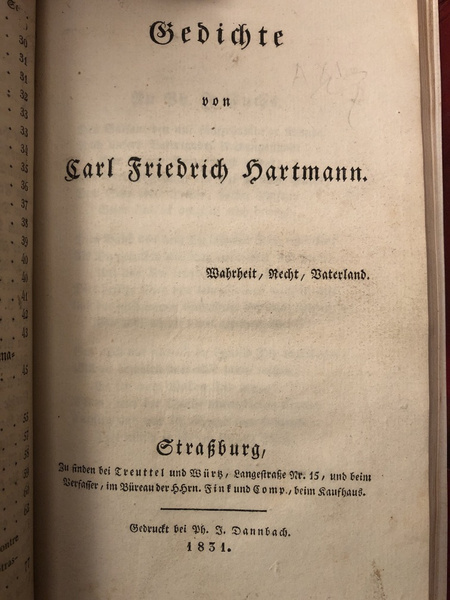 Gedichte
von
Carl Friedrich Hartmann.
Wahrheit, Recht, Vaterland.
Straßburg,
Zu finden bei Treuttel und Würtz, Langestraße Nr. 15, und beim
Verfasser, im Büreau der HHrn. Fink und Comp., beim Kaufhaus.
Gedruckt bei Ph. J. Dannbach.
1831.